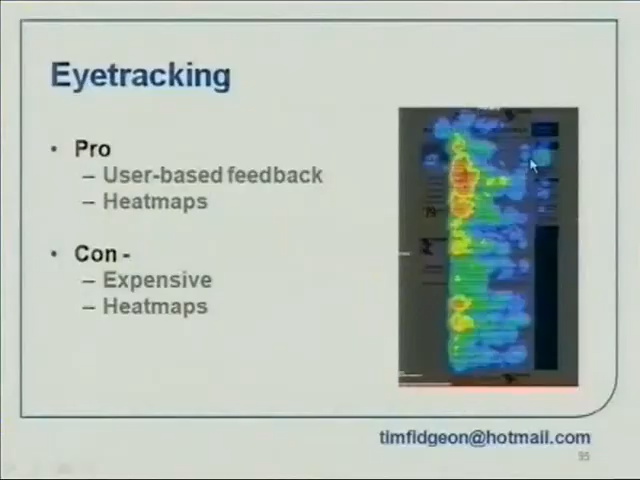 Eyetracking
• Pro
– User-based feedback
– Heatmaps
• Con -
– Expensive
– Heatmaps
timfidgeon@hotmail.com